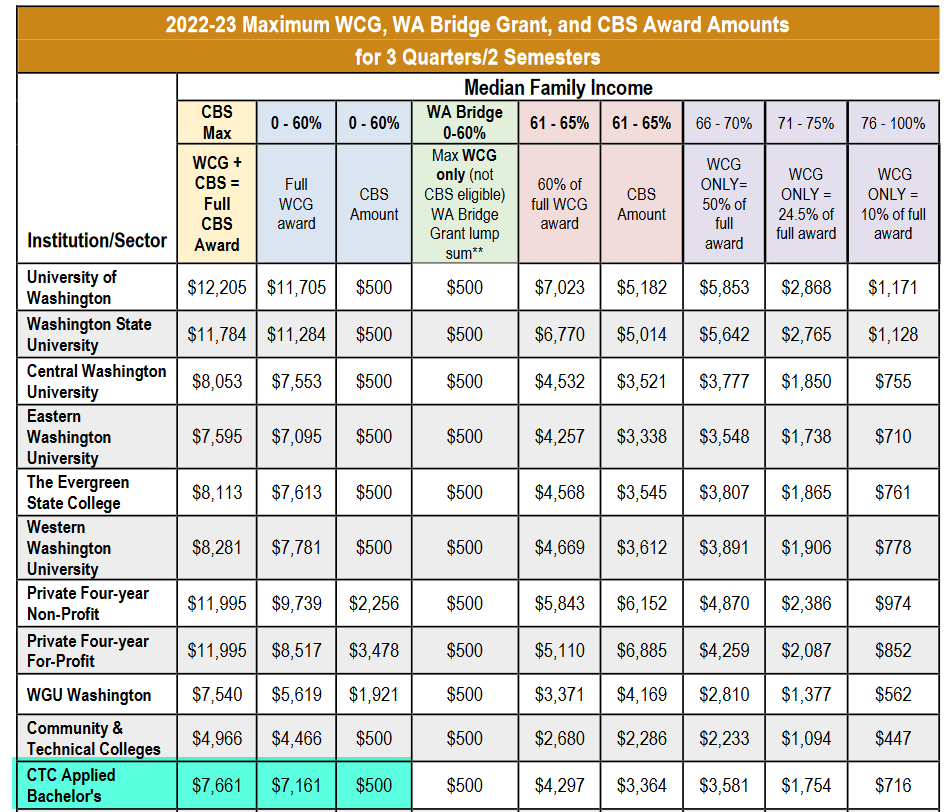 2022-23 Maximum WCG, WA Bridge Grant, and CBS Award Amounts
for 3 Quarters/2 Semesters
Institution/Sector
Median Family Income
CBS
Max
0 - 60%
0 - 60%
WA Bridge
0-60%
61 - 65%
61 - 65%
66 - 70%
71 - 75%
76 - 100%
WCG +
CBS =
Full
CBS
Award
Full
WCG
award
CBS
Amount
Max WCG
only (not
CBS eligible)
WA Bridge
Grant lump
sum**
60% of
full WCG
award
CBS
Amount
WCG
ONLY=
50% of
full
award
WCG
ONLY =
24.5% of
full award
WCG
ONLY =
10% of full
award
University of
Washington
$12,205 $11,705 $500 $500 $7,023 $5,182 $5,853 $2,868 $1,171
Washington State
University
$11,784 $11,284 $500 $500 $6,770 $5,014 $5,642 $2,765 $1,128
Central Washington
University
$8,053 $7,553 $500 $500 $4,532 $3,521 $3,777 $1,850 $755
Eastern
Washington
University
$7,595 $7,095 $500 $500 $4,257 $3,338 $3,548 $1,738 $710
The Evergreen
State College
$8,113 $7,613 $500 $500 $4,568 $3,545 $3,807 $1,865 $761
Western
Washington
University
$8,281 $7,781 $500 $500 $4,669 $3,612 $3,891 $1,906 $778
Private Four-year
Non-Profit
$11,995 $9,739 $2,256 $500 $5,843 $6,152 $4,870 $2,386 $974
Private Four-year
For-Profit
$11,995 $8,517 $3,478 $500 $5,110 $6,885 $4,259 $2,087 $852
WGU Washington
$7,540 $5,619 $1,921 $500 $3,371 $4,169 $2,810 $1,377 $562
Community &
Technical Colleges
$4,966 $4,466 $500 $500 $2,680 $2,286 $2,233 $1,094 $447
CTC Applied
Bachelor's
$7,661 $7,161 $500 $500 $4,297 $3,364 $3,581 $1,754 $716